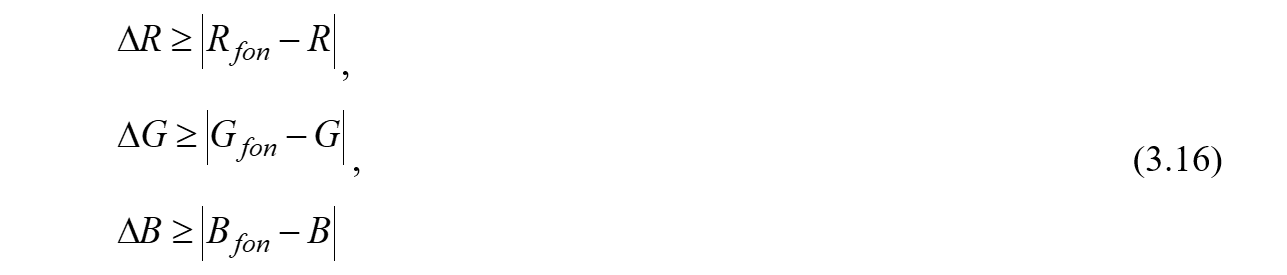 ΔR ≥ |R_fon − R|,
ΔG ≥ |G_fon − G|,
(3.16)
ΔB ≥ |B_fon − B|